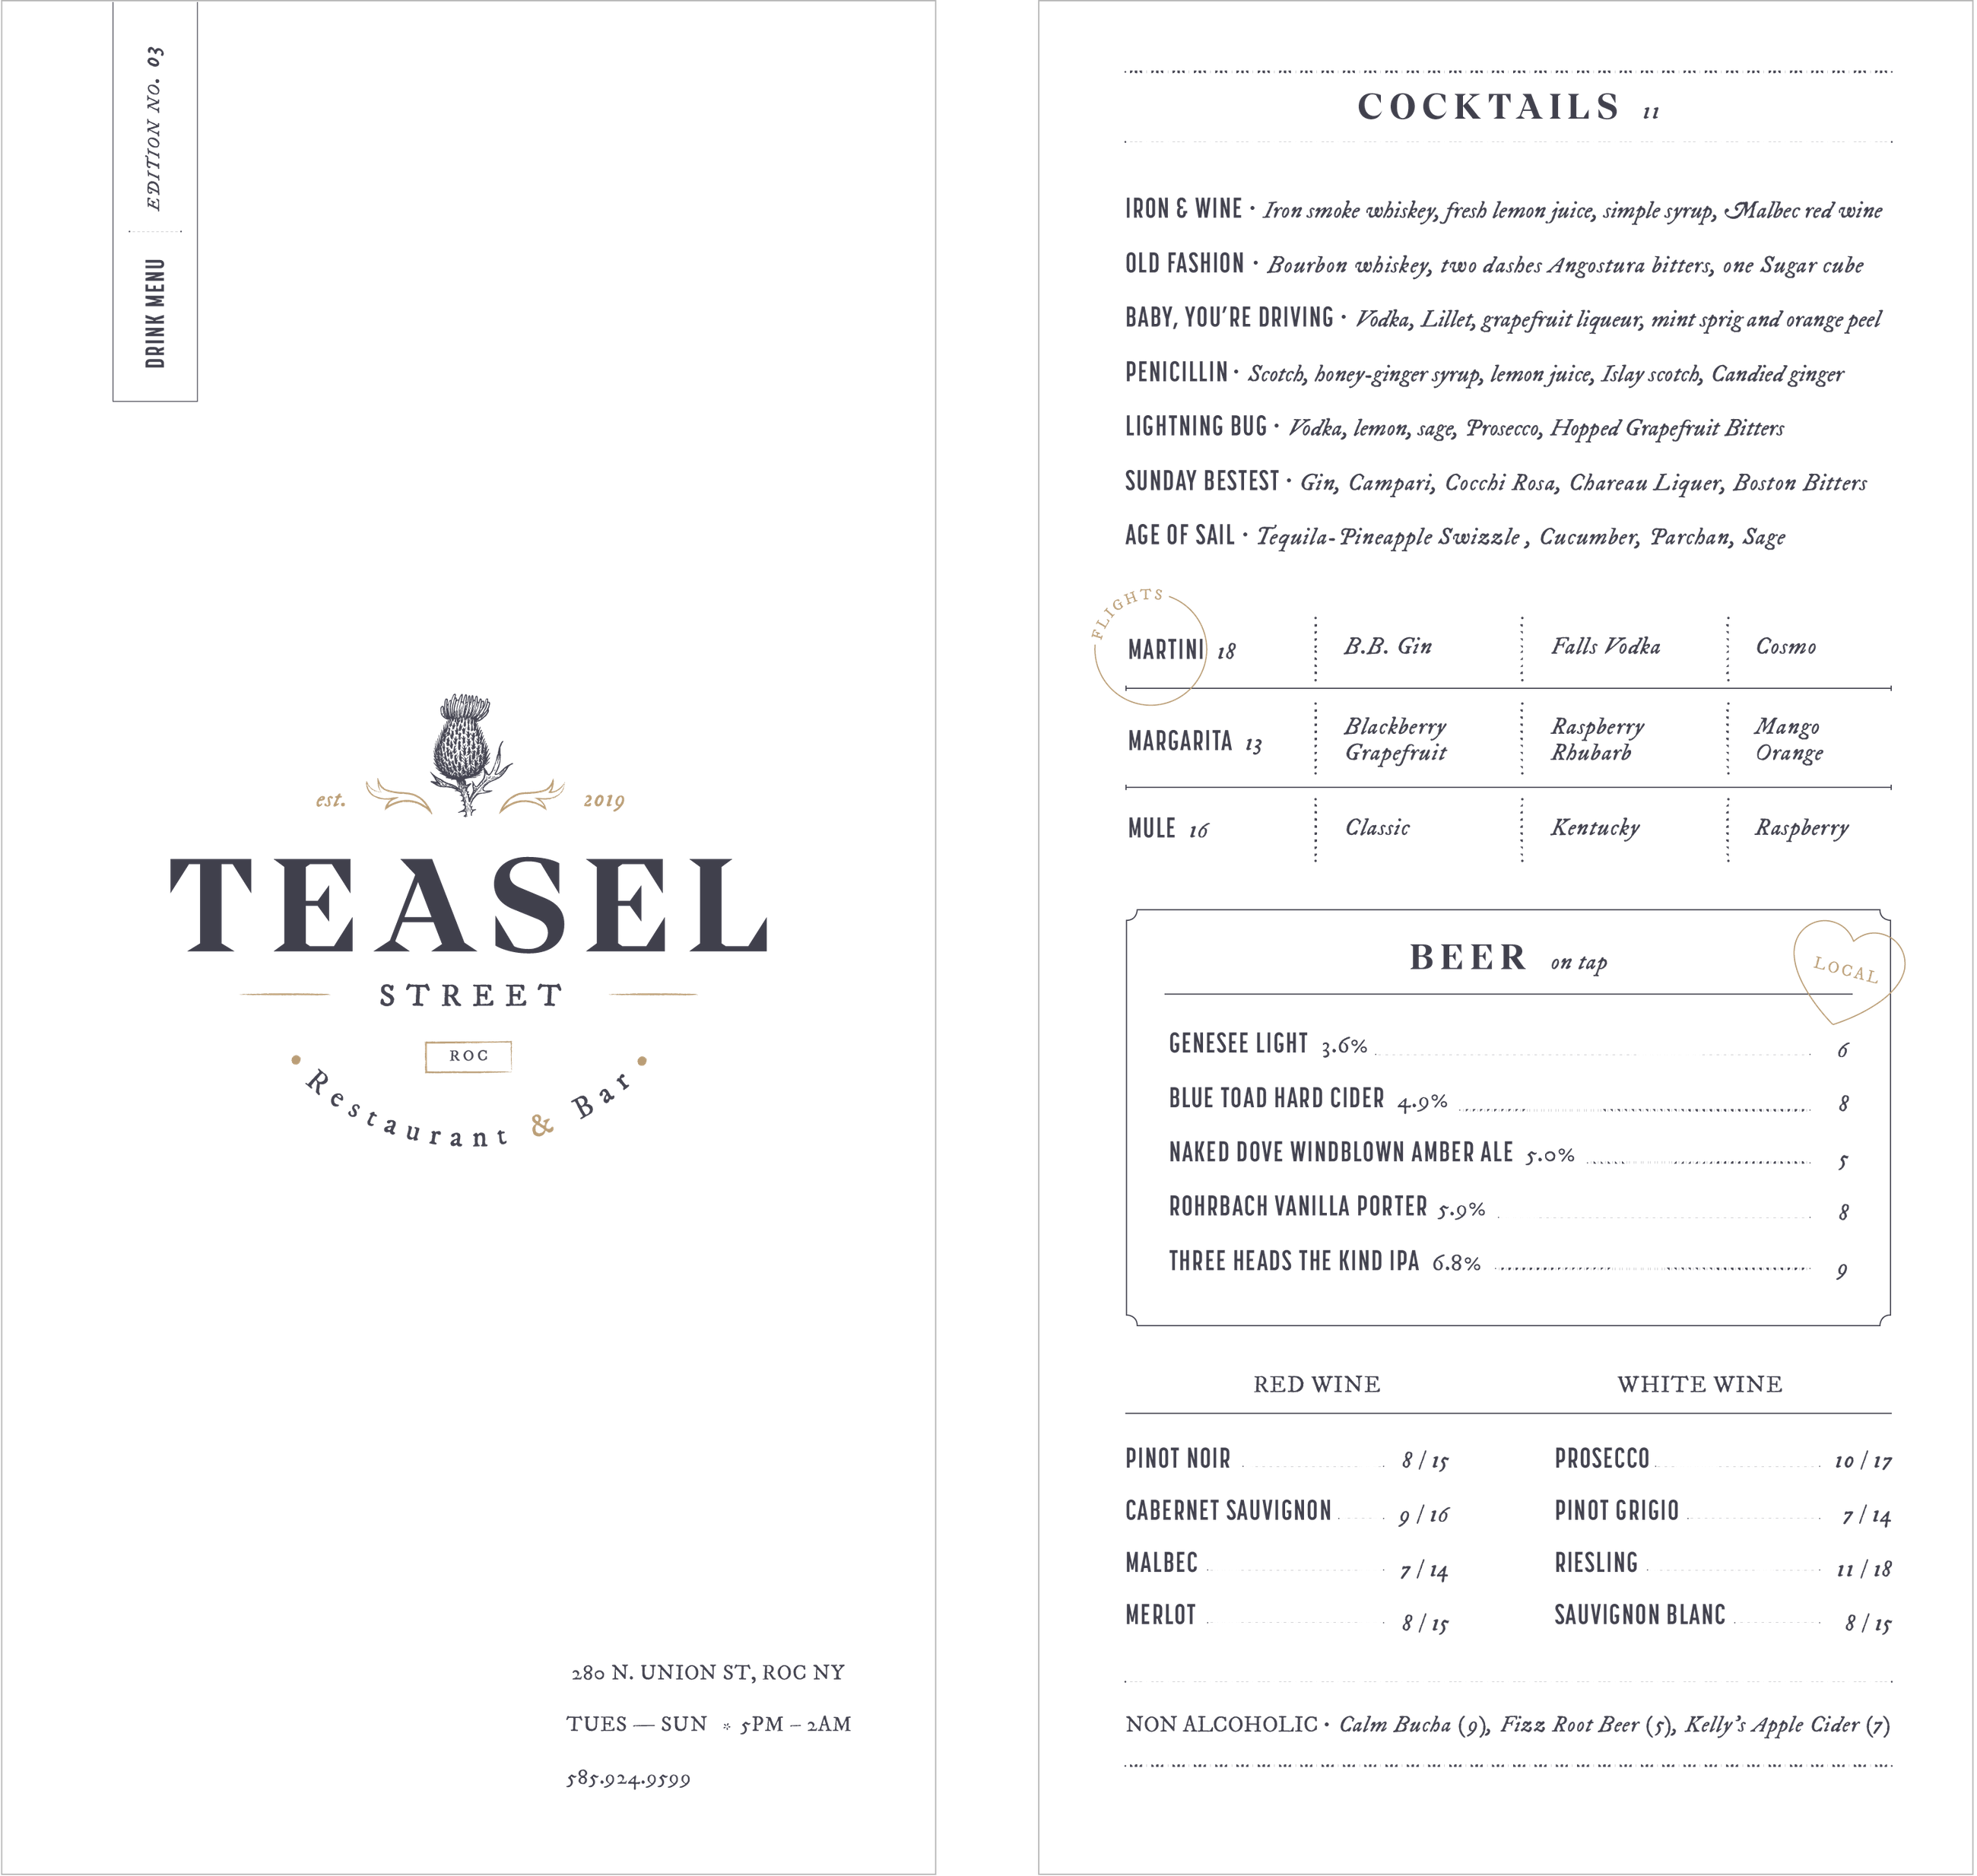 DRINK MENU EDITION NO. 03
est. 2019
TEASEL
STREET
ROC
Restaurant & Bar
280 N. UNION ST, ROC NY
TUES — SUN * 5PM – 2AM
585.924.9599
COCKTAILS 11
IRON & WINE • Iron smoke whiskey, fresh lemon juice, simple syrup, Malbec red wine
OLD FASHION • Bourbon whiskey, two dashes Angostura bitters, one Sugar cube
BABY, YOU'RE DRIVING • Vodka, Lillet, grapefruit liqueur, mint sprig and orange peel
PENICILLIN • Scotch, honey-ginger syrup, lemon juice, Islay scotch, Candied ginger
LIGHTNING BUG • Vodka, lemon, sage, Prosecco, Hopped Grapefruit Bitters
SUNDAY BESTEST • Gin, Campari, Cocchi Rosa, Chareau Liquer, Boston Bitters
AGE OF SAIL • Tequila-Pineapple Swizzle , Cucumber, Parchan, Sage
FLIGHTS
MARTINI 18 B.B. Gin Falls Vodka Cosmo
MARGARITA 13 Blackberry Grapefruit Raspberry Rhubarb Mango Orange
MULE 16 Classic Kentucky Raspberry
BEER on tap
LOCAL
GENESEE LIGHT 3.6% 6
BLUE TOAD HARD CIDER 4.9% 8
NAKED DOVE WINDBLOWN AMBER ALE 5.0% 5
ROHRBACH VANILLA PORTER 5.9% 8
THREE HEADS THE KIND IPA 6.8% 9
RED WINE
PINOT NOIR 8 / 15
CABERNET SAUVIGNON 9 / 16
MALBEC 7 / 14
MERLOT 8 / 15
WHITE WINE
PROSECCO 10 / 17
PINOT GRIGIO 7 / 14
RIESLING 11 / 18
SAUVIGNON BLANC 8 / 15
NON ALCOHOLIC • Calm Bucha (9), Fizz Root Beer (5), Kelly's Apple Cider (7)